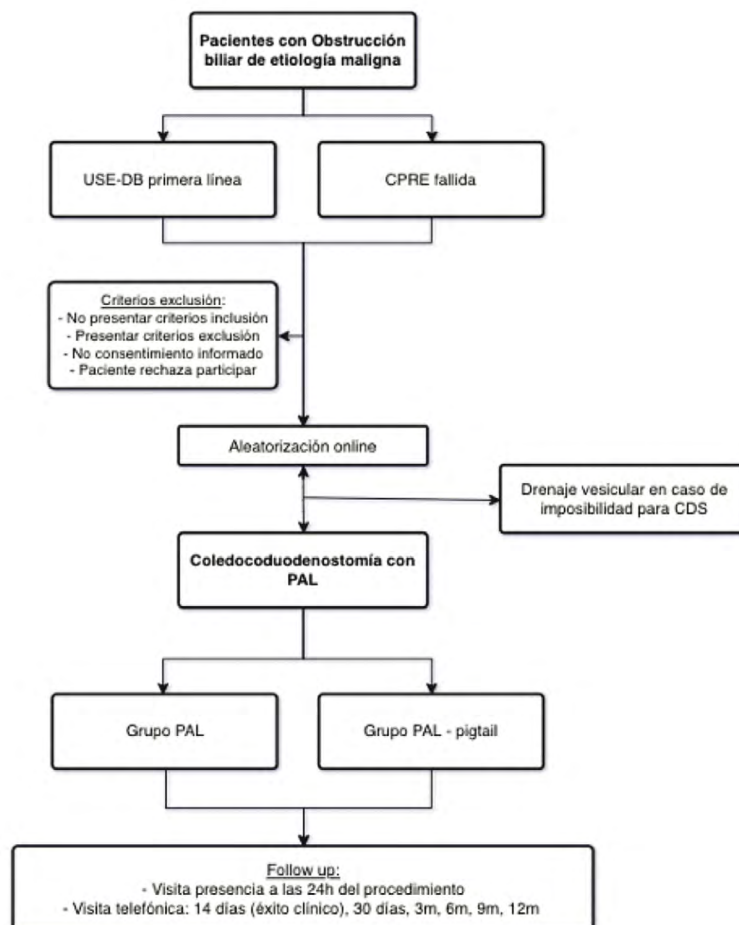 Pacientes con Obstrucción
biliar de etiología maligna
USE-DB primera línea
CPRE fallida
Criterios exclusión:
- No presentar criterios inclusión
- Presentar criterios exclusión
- No consentimiento informado
- Paciente rechaza participar
Aleatorización online
Drenaje vesicular en caso de
imposibilidad para CDS
Coledocoduodenostomía con
PAL
Grupo PAL
Grupo PAL - pigtail
Follow up:
- Visita presencia a las 24h del procedimiento
- Visita telefónica: 14 días (éxito clínico), 30 días, 3m, 6m, 9m, 12m